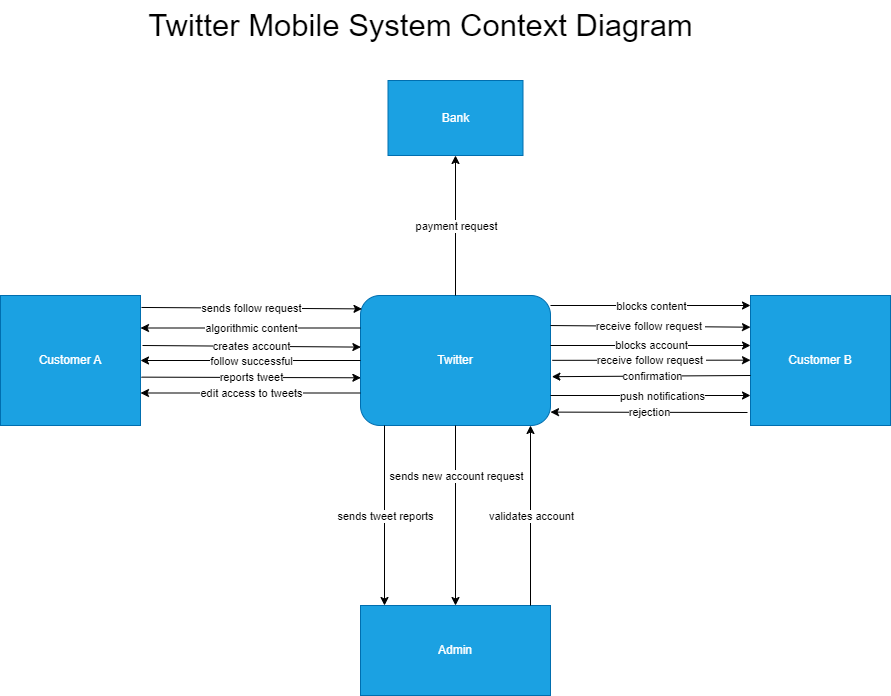 Twitter Mobile System Context Diagram
Bank
payment request
sends follow request
algorithmic content
creates account
follow successful
reports tweet
edit access to tweets
Customer A
Twitter
blocks content
receive follow request
blocks account
receive follow request
confirmation
push notifications
rejection
Customer B
sends new account request
sends tweet reports
validates account
Admin